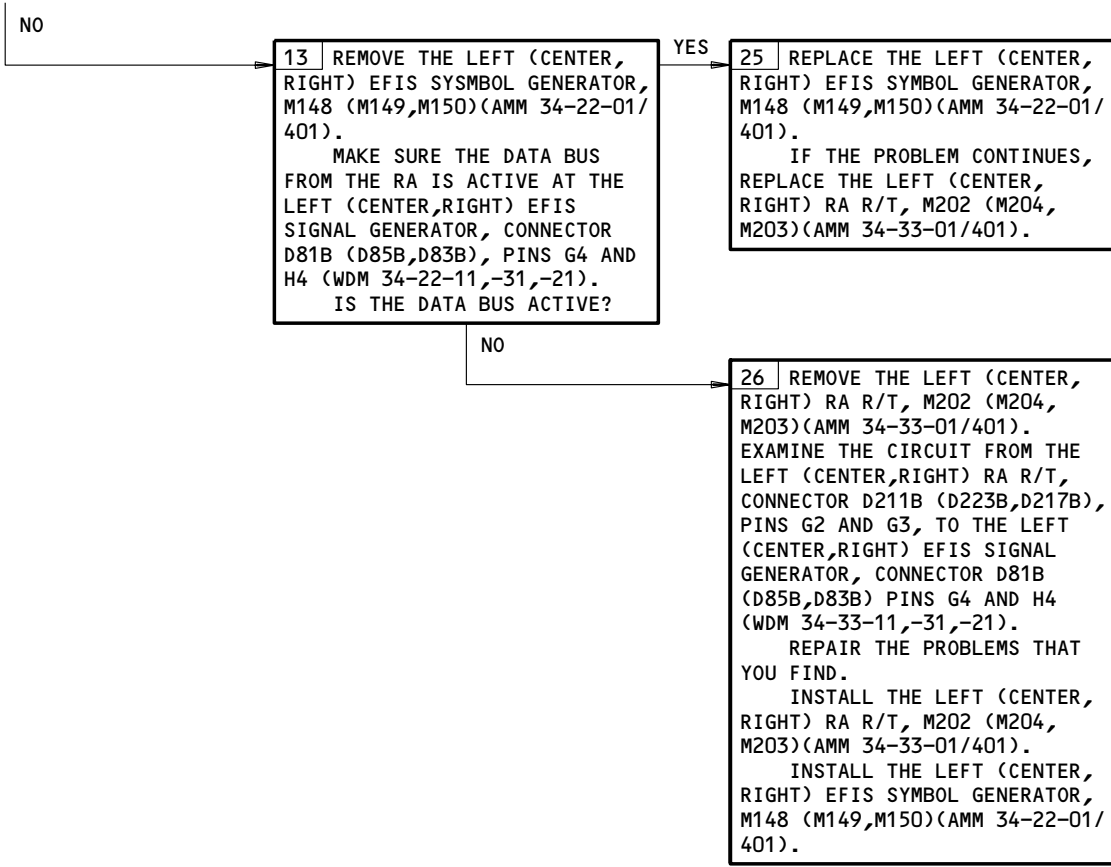 NO
13 REMOVE THE LEFT (CENTER,
RIGHT) EFIS SYSMBOL GENERATOR,
M148 (M149,M150)(AMM 34-22-01/
401).
MAKE SURE THE DATA BUS
FROM THE RA IS ACTIVE AT THE
LEFT (CENTER,RIGHT) EFIS
SIGNAL GENERATOR, CONNECTOR
D81B (D85B,D83B), PINS G4 AND
H4 (WDM 34-22-11,-31,-21).
IS THE DATA BUS ACTIVE?
YES
25 REPLACE THE LEFT (CENTER,
RIGHT) EFIS SYMBOL GENERATOR,
M148 (M149,M150)(AMM 34-22-01/
401).
IF THE PROBLEM CONTINUES,
REPLACE THE LEFT (CENTER,
RIGHT) RA R/T, M202 (M204,
M203)(AMM 34-33-01/401).
NO
26 REMOVE THE LEFT (CENTER,
RIGHT) RA R/T, M202 (M204,
M203)(AMM 34-33-01/401).
EXAMINE THE CIRCUIT FROM THE
LEFT (CENTER,RIGHT) RA R/T,
CONNECTOR D211B (D223B,D217B),
PINS G2 AND G3, TO THE LEFT
(CENTER,RIGHT) EFIS SIGNAL
GENERATOR, CONNECTOR D81B
(D85B,D83B) PINS G4 AND H4
(WDM 34-33-11,-31,-21).
REPAIR THE PROBLEMS THAT
YOU FIND.
INSTALL THE LEFT (CENTER,
RIGHT) RA R/T, M202 (M204,
M203)(AMM 34-33-01/401).
INSTALL THE LEFT (CENTER,
RIGHT) EFIS SYMBOL GENERATOR,
M148 (M149,M150)(AMM 34-22-01/
401).